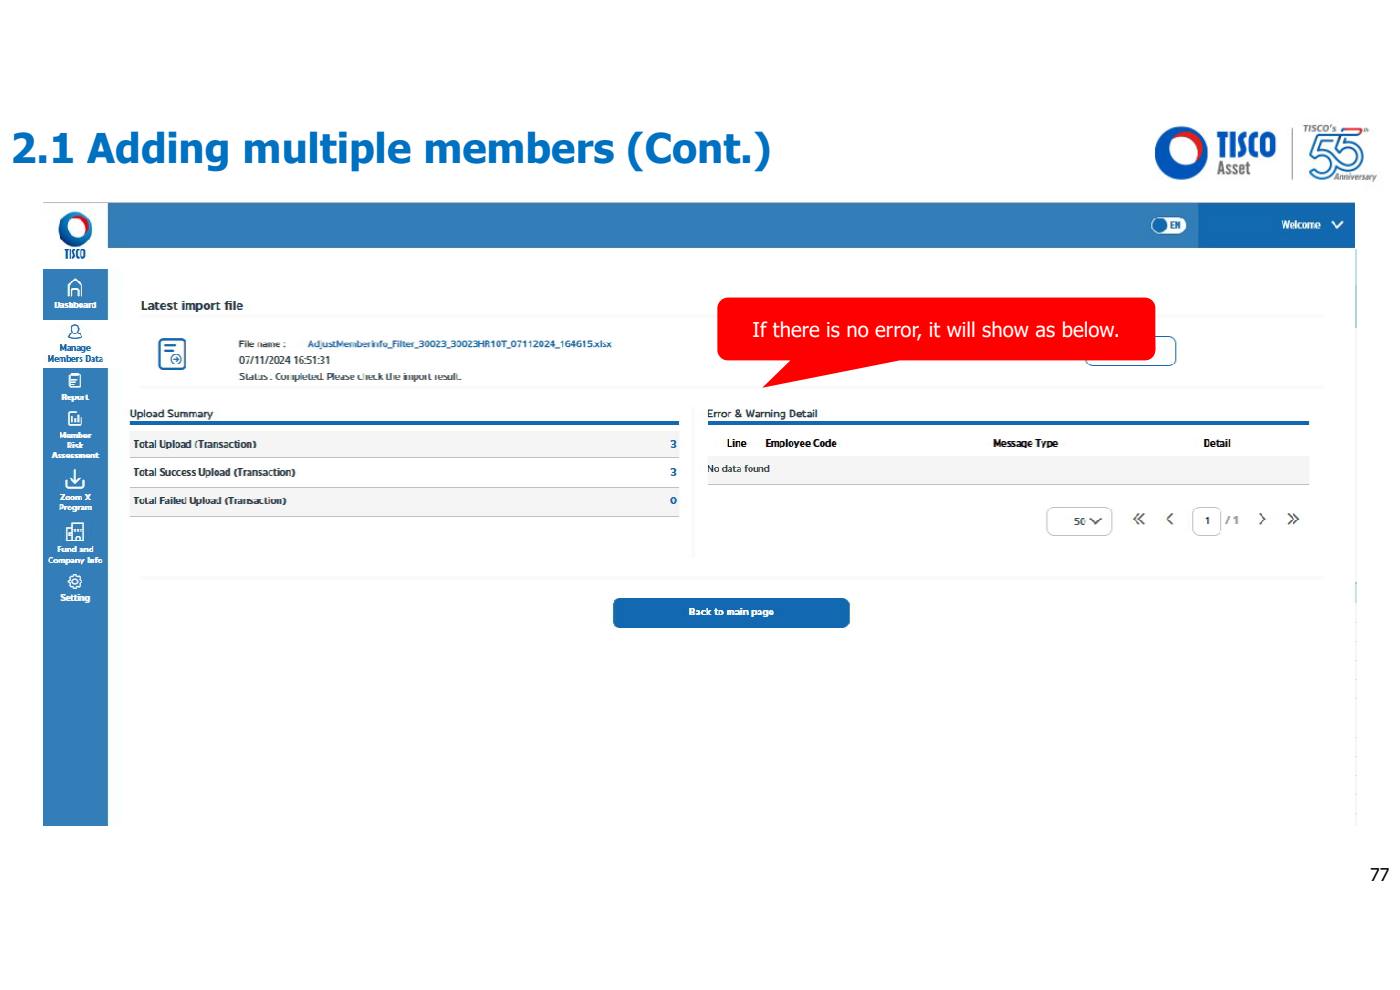 2.1 Adding multiple members (Cont.)
TISCO
Asset
TISCO's
55th
Anniversary
TISCO
EN
Welcome
Dashboard
Manage
Members Data
Report
Member
Risk
Assessment
Zoom X
Program
Fund and
Company Info
Setting
Latest import file
File name : AdjustMemberInfo_Filter_30023_30023HR10T_07112024_164615.xlsx
07/11/2024 16:51:31
Status : Completed. Please check the import result.
If there is no error, it will show as below.
Upload Summary
Total Upload (Transaction) 3
Total Success Upload (Transaction) 3
Total Failed Upload (Transaction) 0
Error & Warning Detail
Line Employee Code Message Type Detail
No data found
50 1 / 1
Back to main page
77